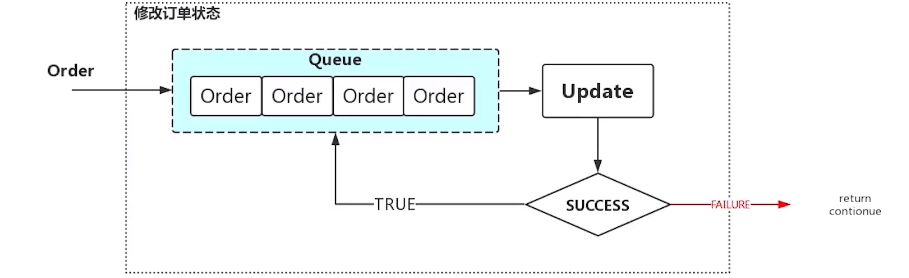 修改订单状态
Queue
Order
Order Order Order Order
Update
TRUE
SUCCESS
FAILURE
return
contionue